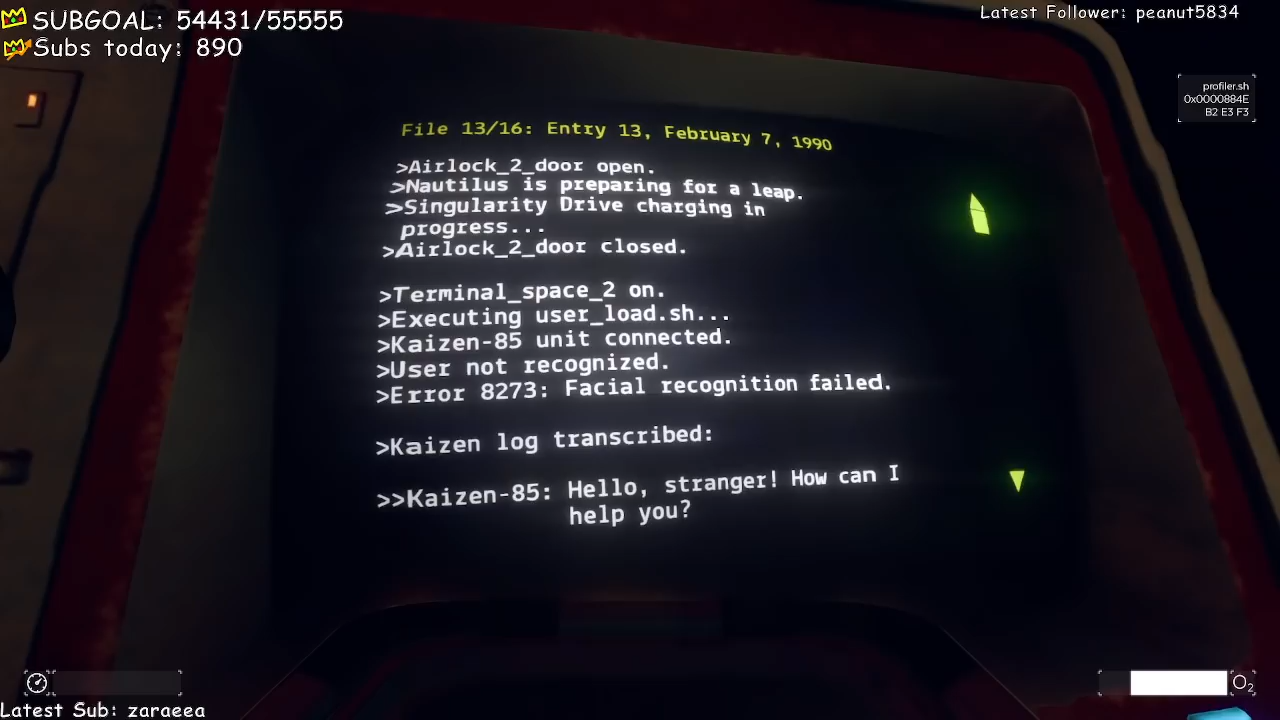 SUBGOAL: 54431/55555
Subs today: 890
Latest Follower: peanut5834
profiler.sh
0x0000884E
B2 E3 F3
File 13/16: Entry 13, February 7, 1990
>Airlock_2_door open.
>Nautilus is preparing for a leap.
>Singularity Drive charging in
progress...
>Airlock_2_door closed.
>Terminal_space_2 on.
>Executing user_load.sh...
>Kaizen-85 unit connected.
>User not recognized.
>Error 8273: Facial recognition failed.
>Kaizen log transcribed:
>>Kaizen-85: Hello, stranger! How can I
help you?
O2
Latest Sub: zaraeea